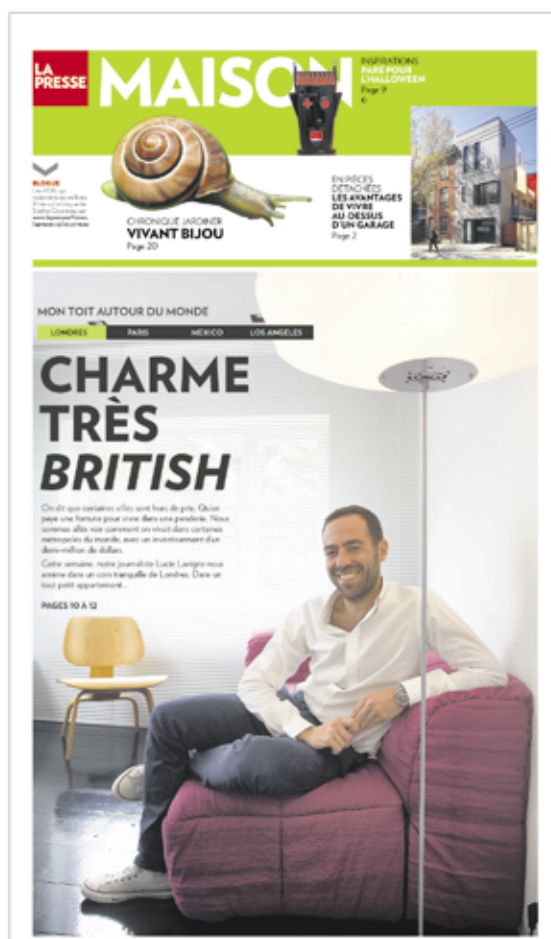 LA
PRESSE
MAISON
INSPIRATIONS
PARÉ POUR
L'HALLOWEEN
Page 9
BLOGUE
CHRONIQUE JARDINER
VIVANT BIJOU
Page 20
EN PIÈCES
DÉTACHÉES
LES AVANTAGES
DE VIVRE
AU-DESSUS
D'UN GARAGE
Page 2
MON TOIT AUTOUR DU MONDE
LONDRES PARIS MEXICO LOS ANGELES
CHARME
TRÈS
BRITISH
On dit que certaines villes sont hors de prix. Qu'on
paye une fortune pour vivre dans une penderie. Nous
sommes allés voir comment on vivait dans certaines
métropoles du monde, avec un investissement d'un
demi-million de dollars.
Cette semaine, notre journaliste Lucie Lavigne nous
amène dans un coin tranquille de Londres. Dans un
tout petit appartement...
PAGES 10 À 12